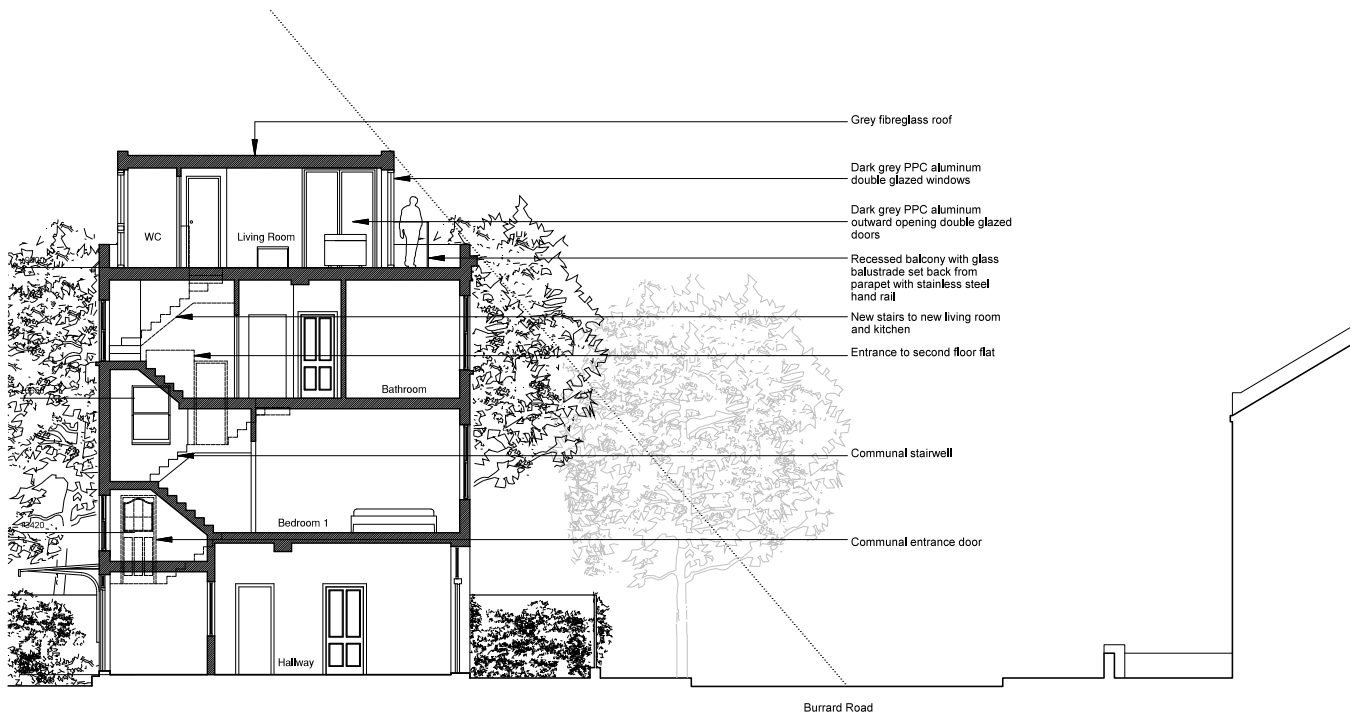 Grey fibreglass roof
Dark grey PPC aluminum
double glazed windows
Dark grey PPC aluminum
outward opening double glazed
doors
WC
Living Room
Recessed balcony with glass
balustrade set back from
parapet with stainless steel
hand rail
New stairs to new living room
and kitchen
Entrance to second floor flat
Bathroom
Communal stairwell
Bedroom 1
Communal entrance door
Hallway
Burrard Road